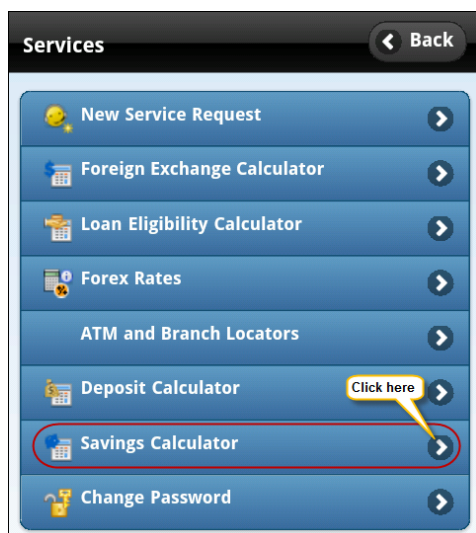 Services
Back
New Service Request
Foreign Exchange Calculator
Loan Eligibility Calculator
Forex Rates
ATM and Branch Locators
Deposit Calculator
Click here
Savings Calculator
Change Password